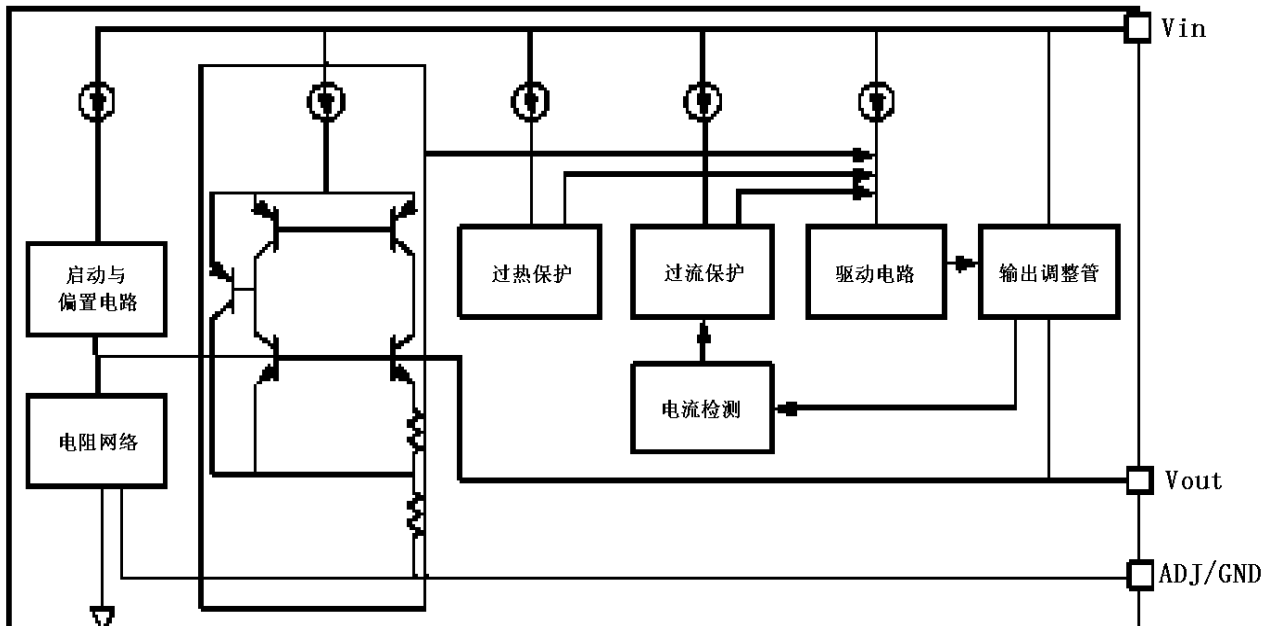 Vin
启动与
偏置电路
过热保护
过流保护
驱动电路
输出调整管
电流检测
电阻网络
Vout
ADJ/GND